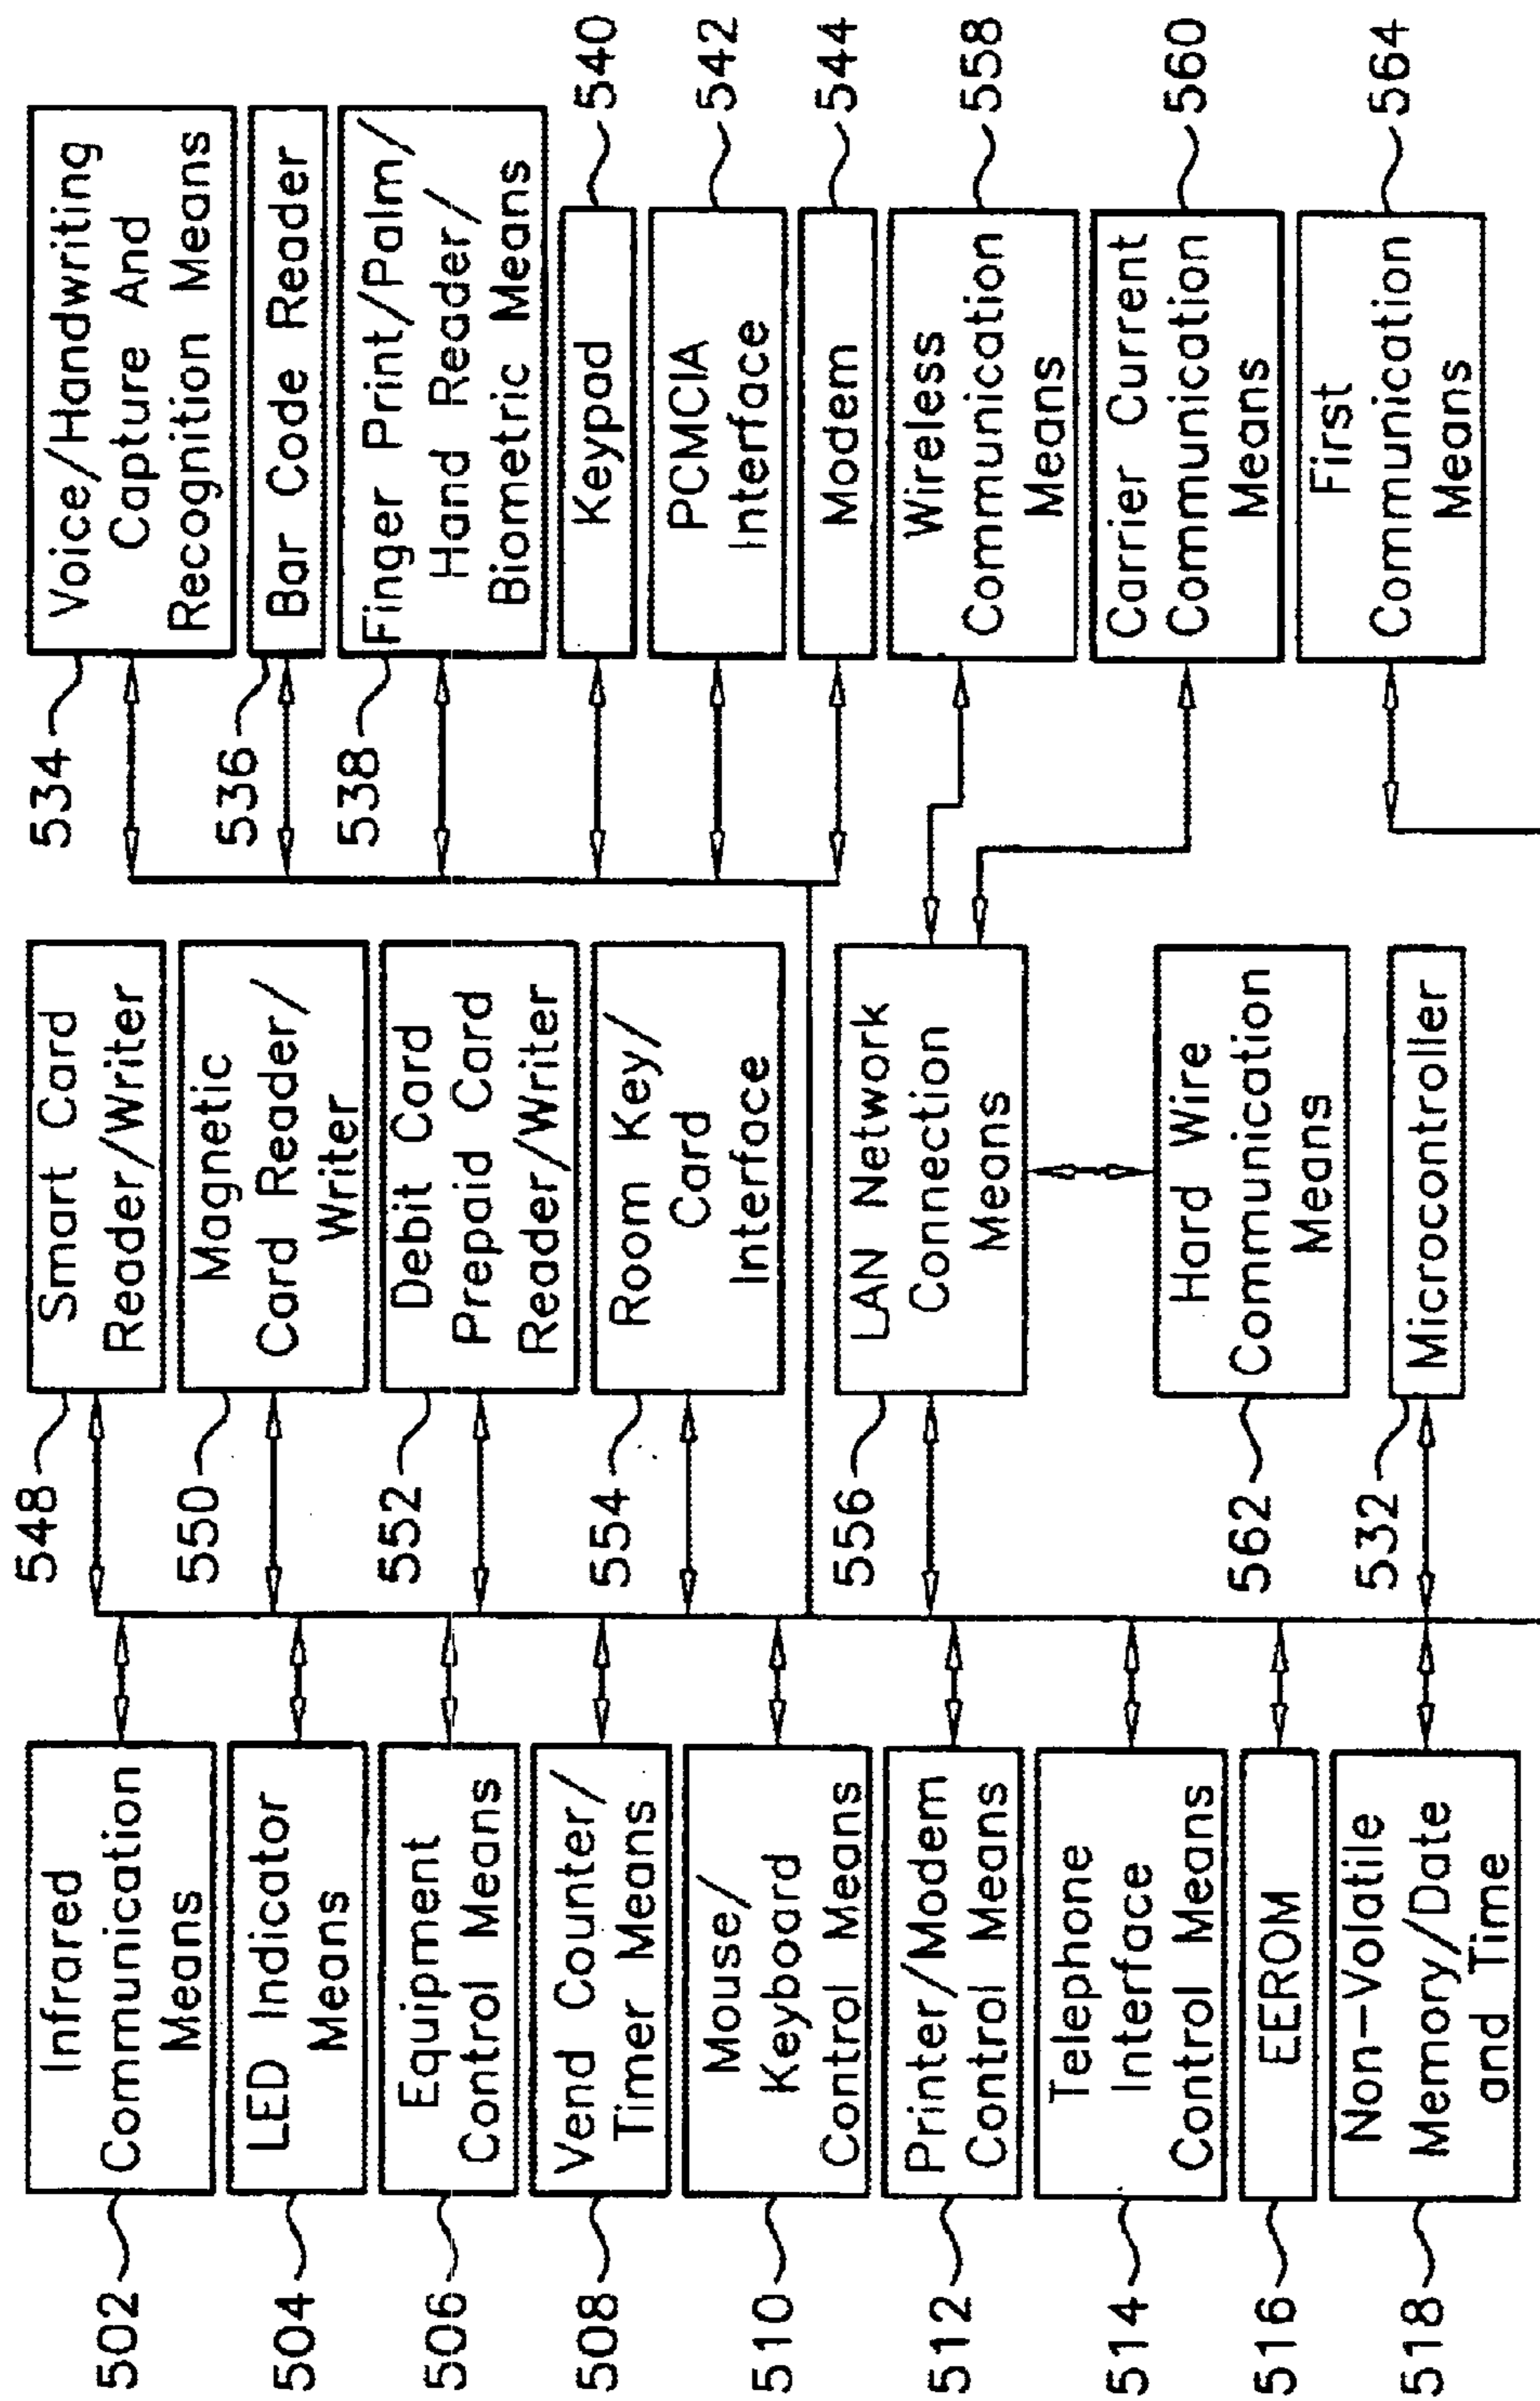 502
Infrared
Communication
Means
504
LED Indicator
Means
506
Equipment
Control Means
508
Vend Counter/
Timer Means
510
Mouse/
Keyboard
Control Means
512
Printer/Modem
Control Means
514
Telephone
Interface
Control Means
516
EEROM
518
Non-Volatile
Memory/Date
and Time
548
Smart Card
Reader/Writer
550
Magnetic
Card Reader/
Writer
552
Debit Card
Prepaid Card
Reader/Writer
554
Room Key/
Card
Interface
556
LAN Network
Connection
Means
562
Hard Wire
Communication
Means
532
Microcontroller
534
Voice/Handwriting
Capture And
Recognition Means
536
Bar Code Reader
538
Finger Print/Palm/
Hand Reader/
Biometric Means
Keypad
540
PCMCIA
Interface
542
Modem
544
Wireless
Communication
Means
558
Carrier Current
Communication
Means
560
First
Communication
Means
564